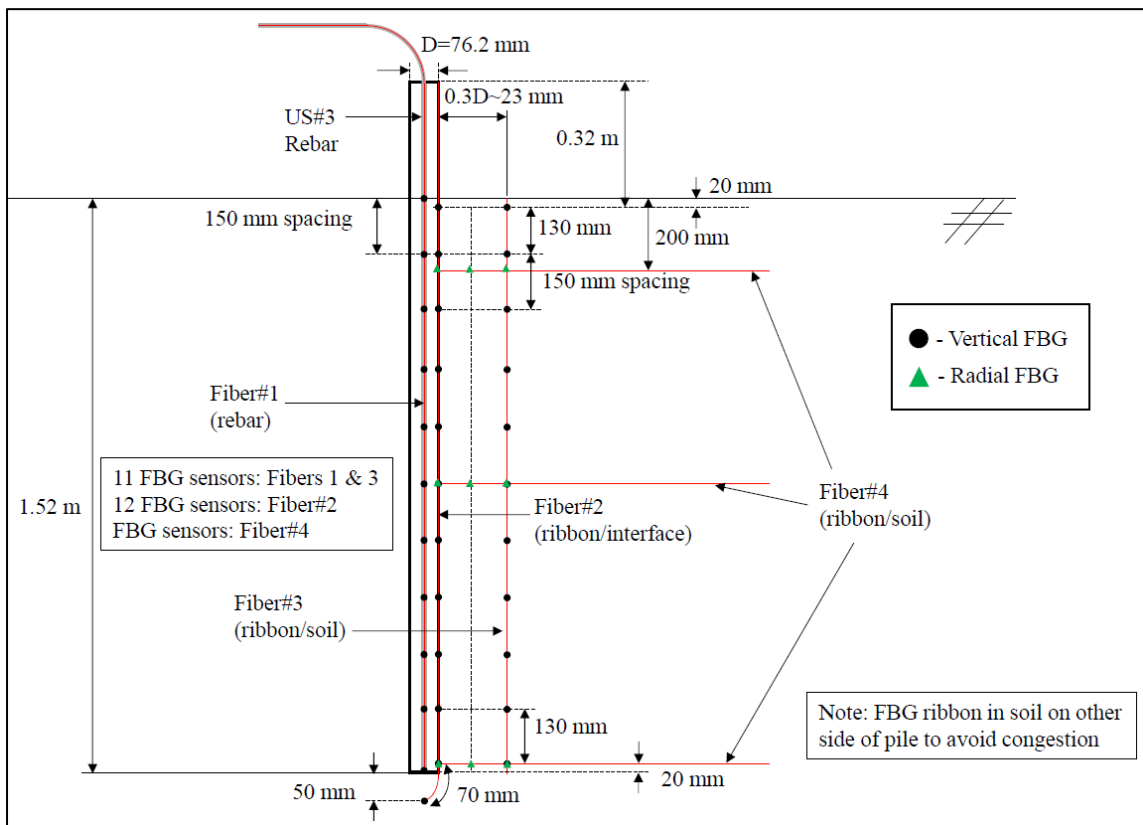 D=76.2 mm
0.3D~23 mm
US#3
Rebar
0.32 m
20 mm
150 mm spacing
130 mm
200 mm
150 mm spacing
- Vertical FBG
- Radial FBG
Fiber#1
(rebar)
11 FBG sensors: Fibers 1 & 3
12 FBG sensors: Fiber#2
FBG sensors: Fiber#4
1.52 m
Fiber#2
(ribbon/interface)
Fiber#4
(ribbon/soil)
Fiber#3
(ribbon/soil)
130 mm
Note: FBG ribbon in soil on other
side of pile to avoid congestion
20 mm
50 mm
70 mm